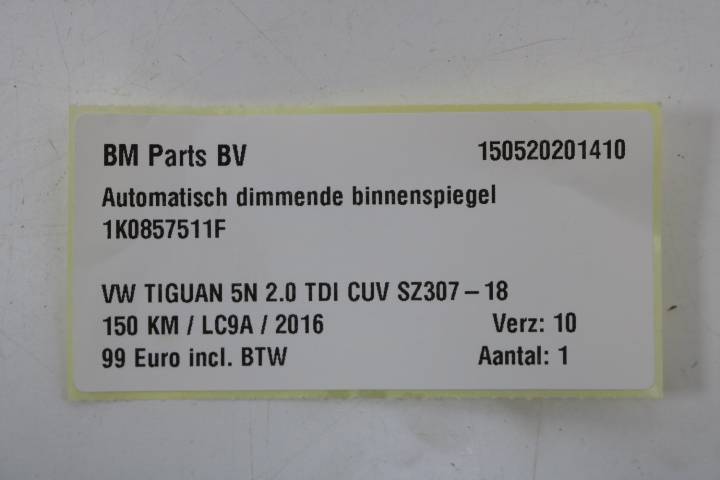 BM Parts BV 150520201410
Automatisch dimmende binnenspiegel
1K0857511F
VW TIGUAN 5N 2.0 TDI CUV SZ307 – 18
150 KM / LC9A / 2016 Verz: 10
99 Euro incl. BTW Aantal: 1